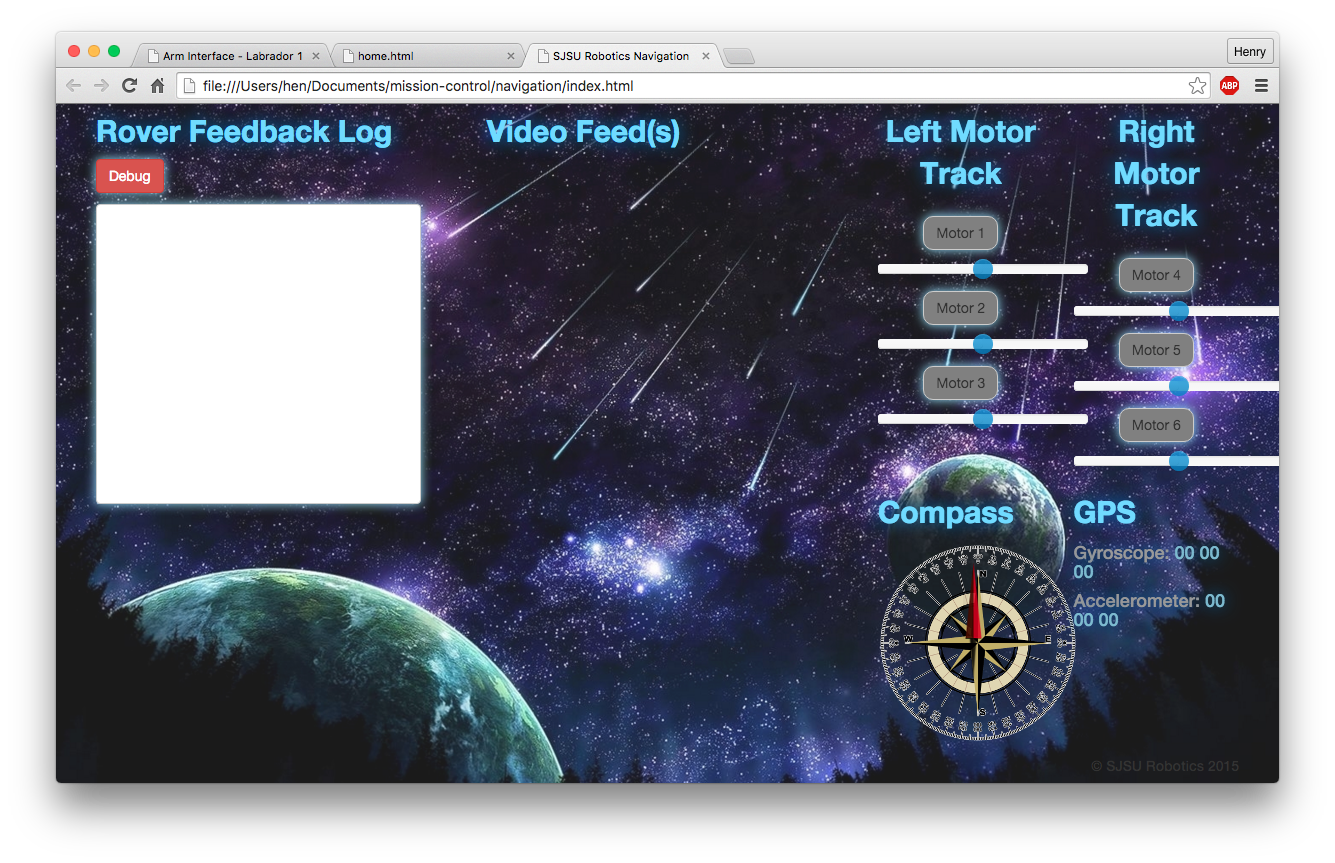 Arm Interface - Labrador 1
home.html
SJSU Robotics Navigation
Henry
file:///Users/hen/Documents/mission-control/navigation/index.html
ABP
Rover Feedback Log
Debug
Video Feed(s)
Left Motor
Track
Motor 1
Motor 2
Motor 3
Right
Motor
Track
Motor 4
Motor 5
Motor 6
Compass
N
W
E
S
GPS
Gyroscope: 00 00
00
Accelerometer: 00
00 00
© SJSU Robotics 2015